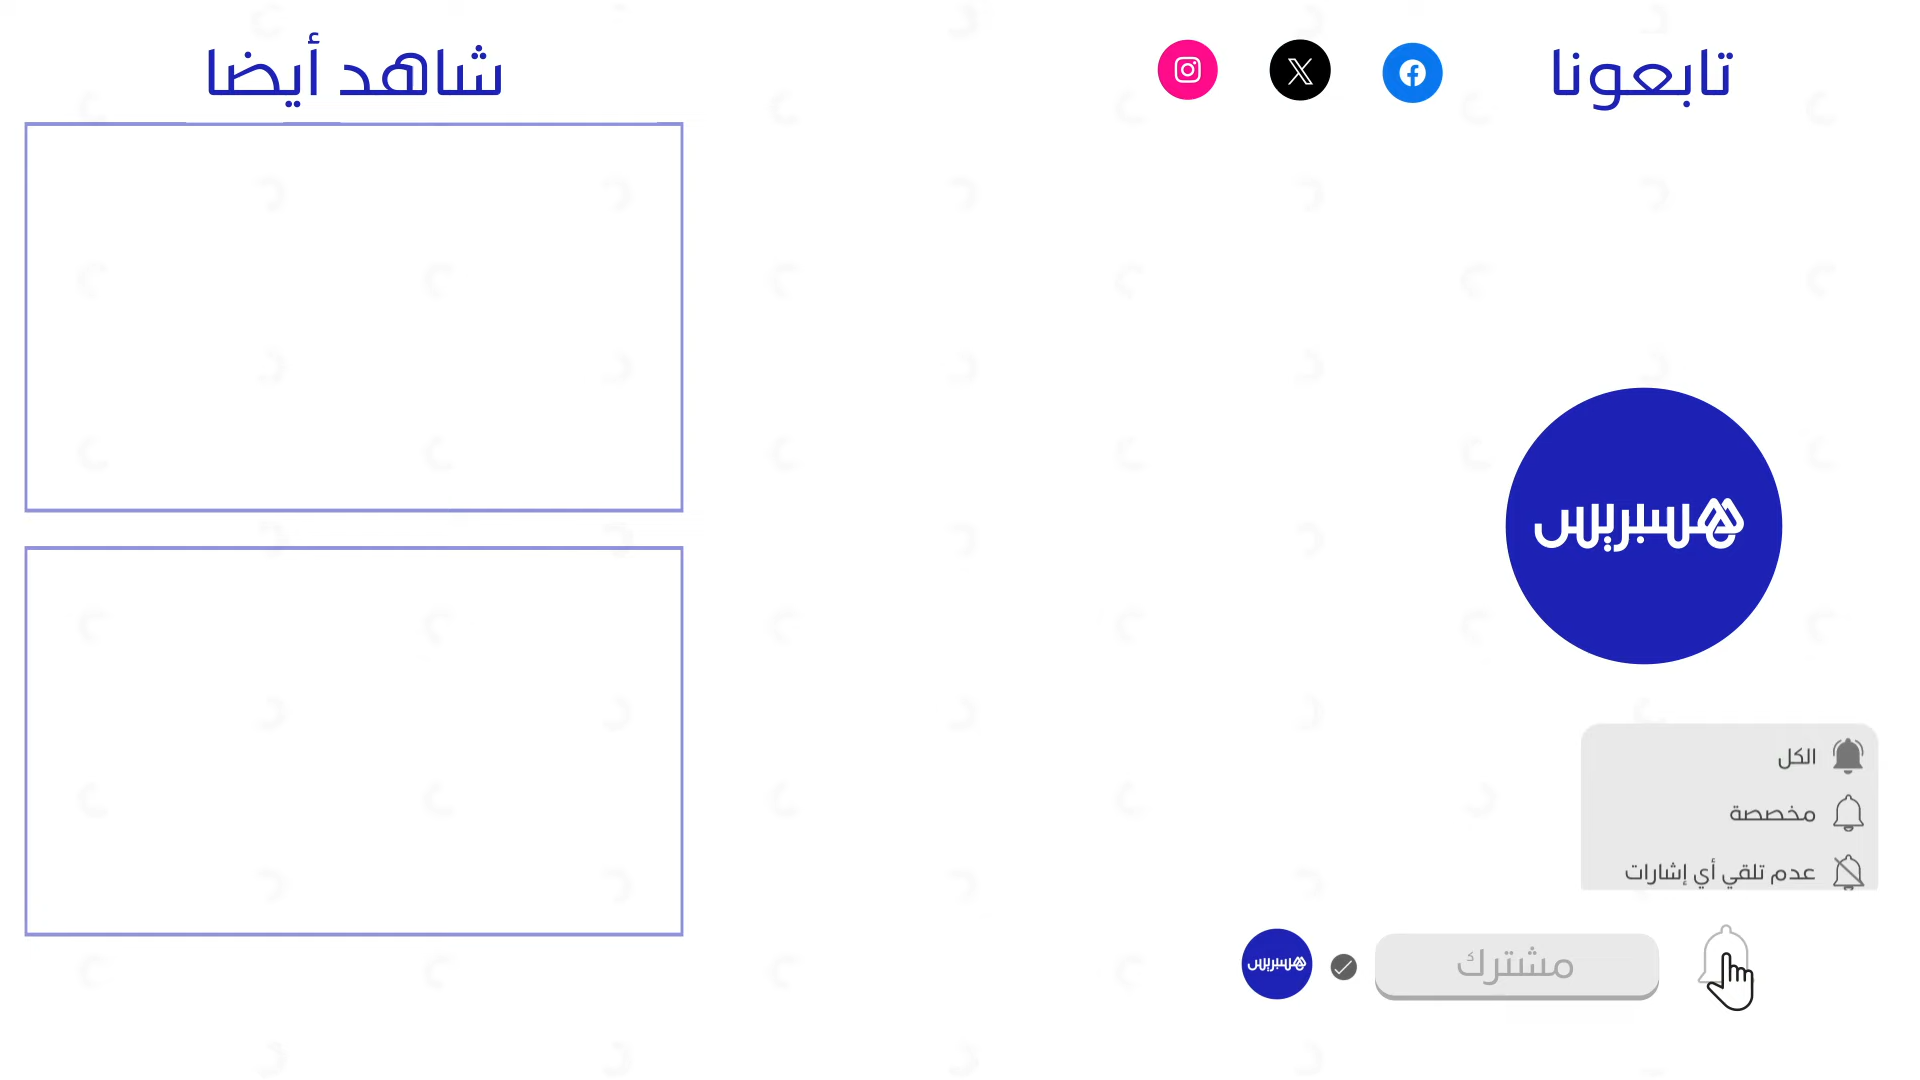 تابعونا
شاهد أيضا
هسبريس
الكل
مخصصة
عدم تلقي أي إشارات
مشترك
هسبريس